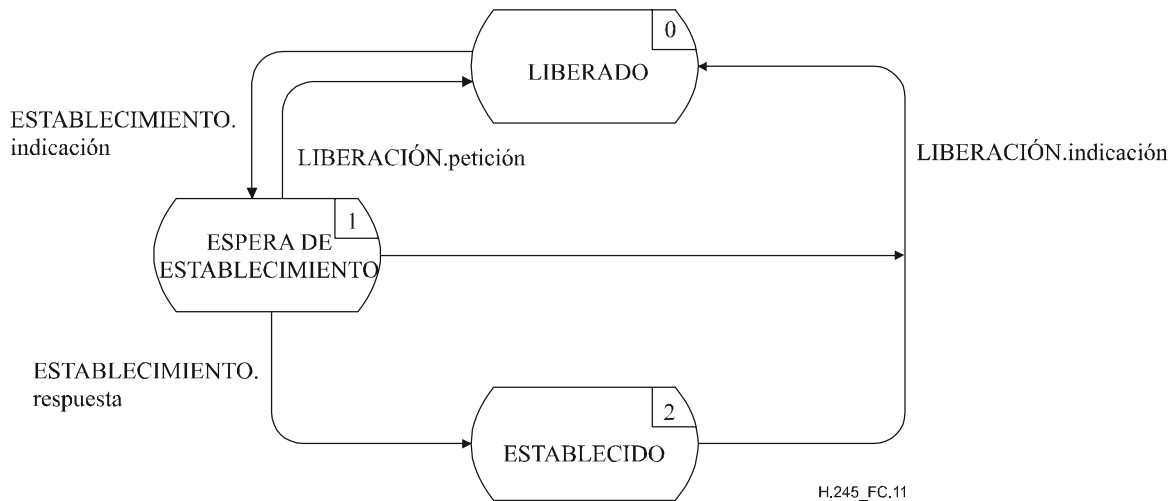 0
LIBERADO
ESTABLECIMIENTO.
indicación
LIBERACIÓN.petición
LIBERACIÓN.indicación
1
ESPERA DE
ESTABLECIMIENTO
ESTABLECIMIENTO.
respuesta
2
ESTABLECIDO
H.245_FC.11